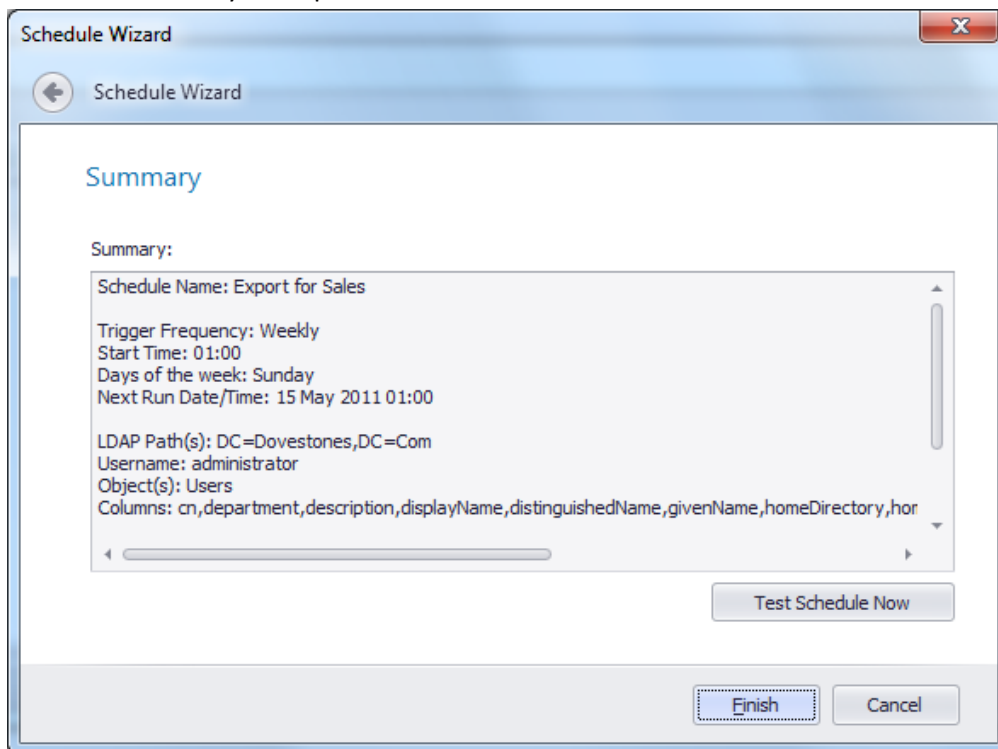 Schedule Wizard
Schedule Wizard
Summary
Summary:
Schedule Name: Export for Sales
Trigger Frequency: Weekly
Start Time: 01:00
Days of the week: Sunday
Next Run Date/Time: 15 May 2011 01:00
LDAP Path(s): DC=Dovestones,DC=Com
Username: administrator
Object(s): Users
Columns: cn,department,description,displayName,distinguishedName,givenName,homeDirectory,hor
Test Schedule Now
Finish
Cancel